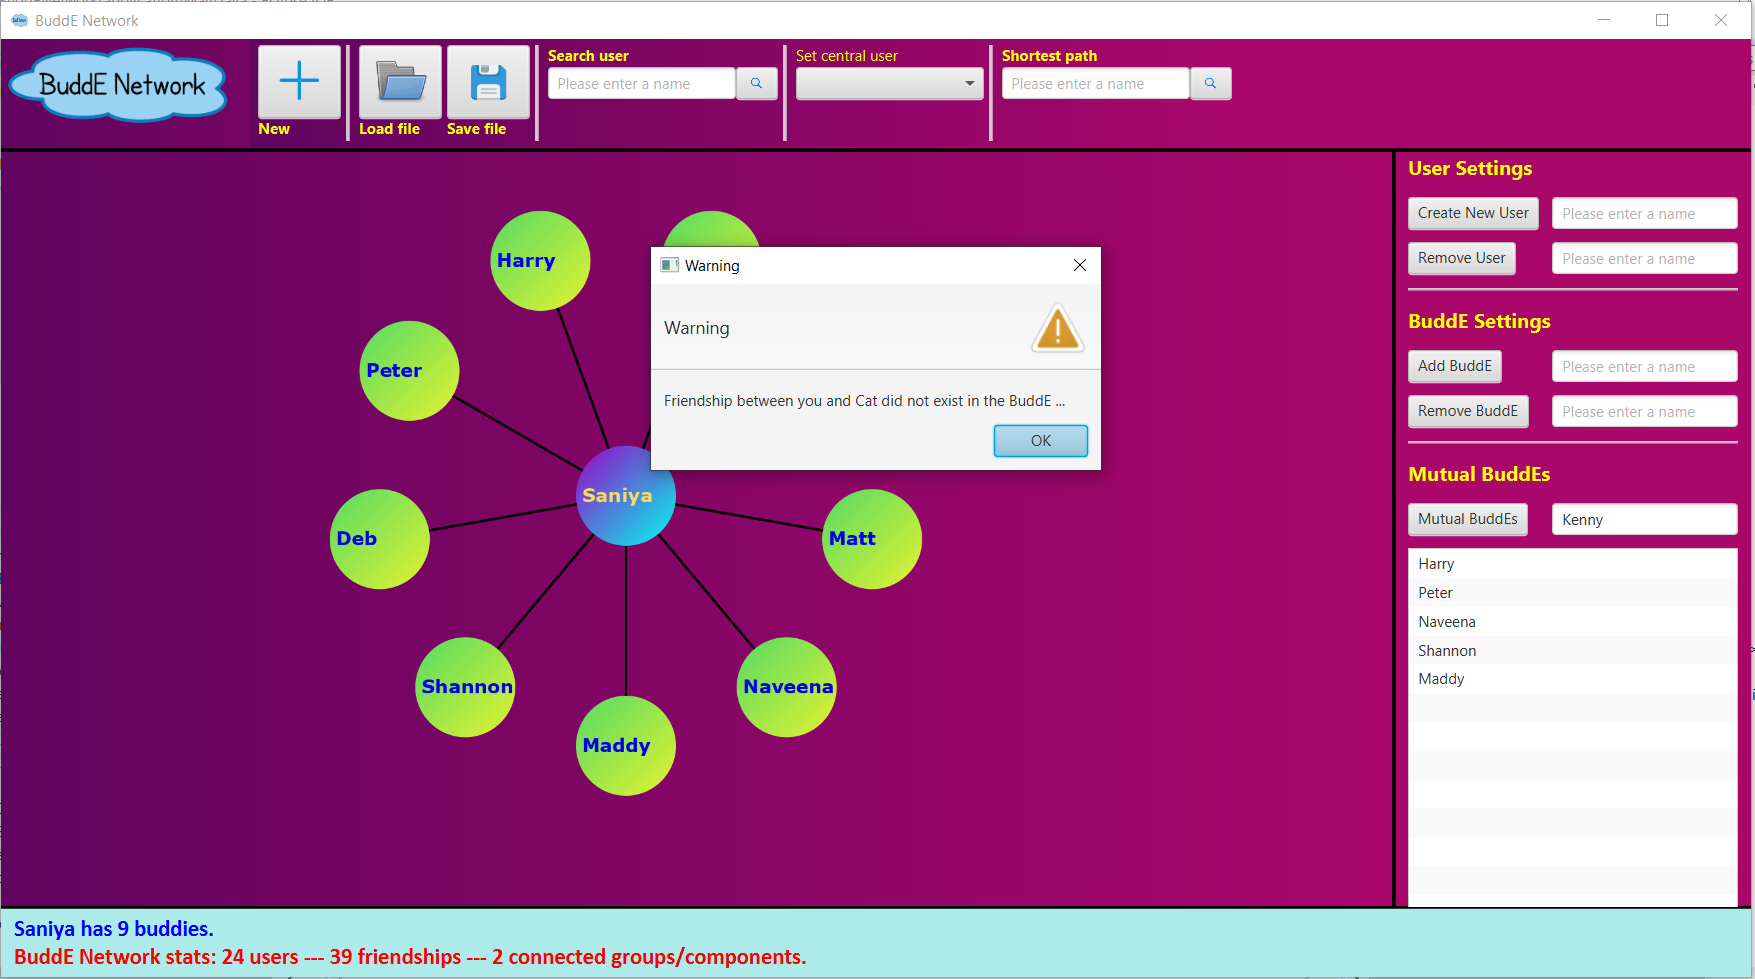 BuddE Network
BuddE Network
New
Load file
Save file
Search user
Please enter a name
Set central user
Shortest path
Please enter a name
Harry
Peter
Deb
Shannon
Maddy
Naveena
Matt
Saniya
Warning
Warning
Friendship between you and Cat did not exist in the BuddE ...
OK
User Settings
Create New User
Please enter a name
Remove User
Please enter a name
BuddE Settings
Add BuddE
Please enter a name
Remove BuddE
Please enter a name
Mutual BuddEs
Mutual BuddEs
Kenny
Harry
Peter
Naveena
Shannon
Maddy
Saniya has 9 buddies.
BuddE Network stats: 24 users --- 39 friendships --- 2 connected groups/components.